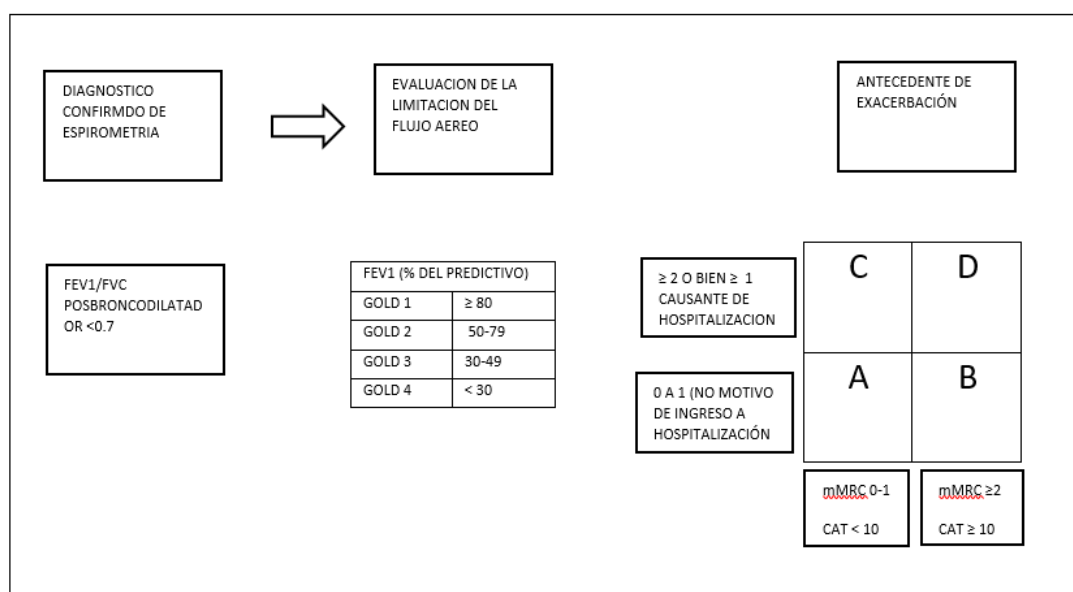 DIAGNOSTICO
CONFIRMDO DE
ESPIROMETRIA
EVALUACION DE LA
LIMITACION DEL
FLUJO AEREO
ANTECEDENTE DE
EXACERBACIÓN
FEV1/FVC
POSBRONCODILATAD
OR <0.7
FEV1 (% DEL PREDICTIVO)
GOLD 1 ≥ 80
GOLD 2 50-79
GOLD 3 30-49
GOLD 4 < 30
≥ 2 O BIEN ≥ 1
CAUSANTE DE
HOSPITALIZACION
C D
0 A 1 (NO MOTIVO
DE INGRESO A
HOSPITALIZACIÓN
A B
mMRC 0-1
CAT < 10
mMRC ≥2
CAT ≥ 10